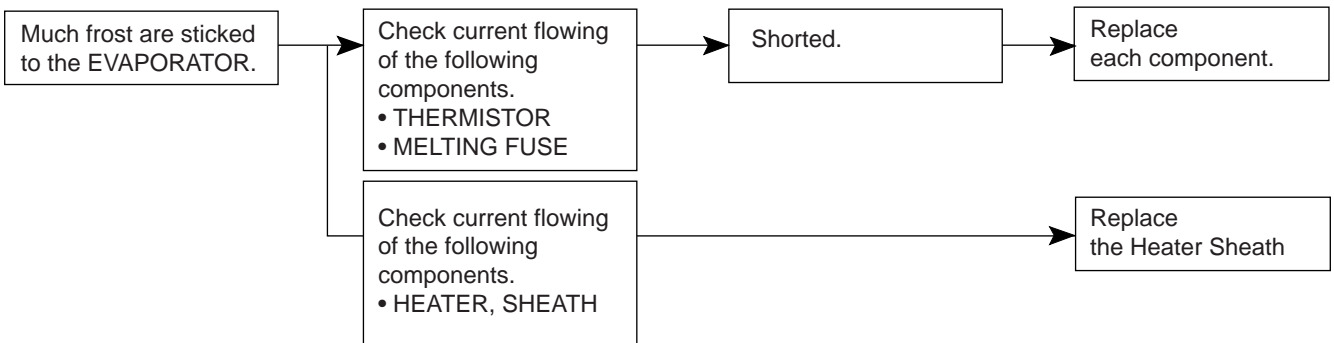 Much frost are sticked
to the EVAPORATOR.
Check current flowing
of the following
components.
• THERMISTOR
• MELTING FUSE
Shorted.
Replace
each component.
Check current flowing
of the following
components.
• HEATER, SHEATH
Replace
the Heater Sheath